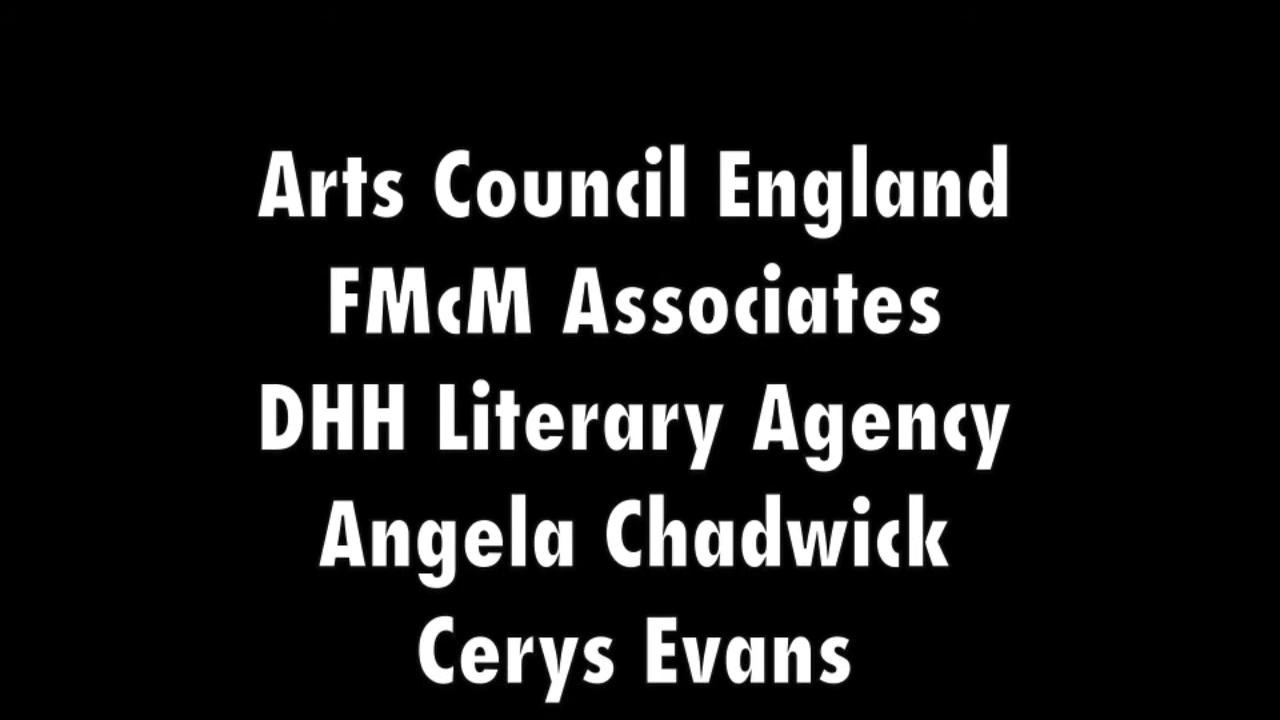 Arts Council England
FMcM Associates
DHH Literary Agency
Angela Chadwick
Cerys Evans